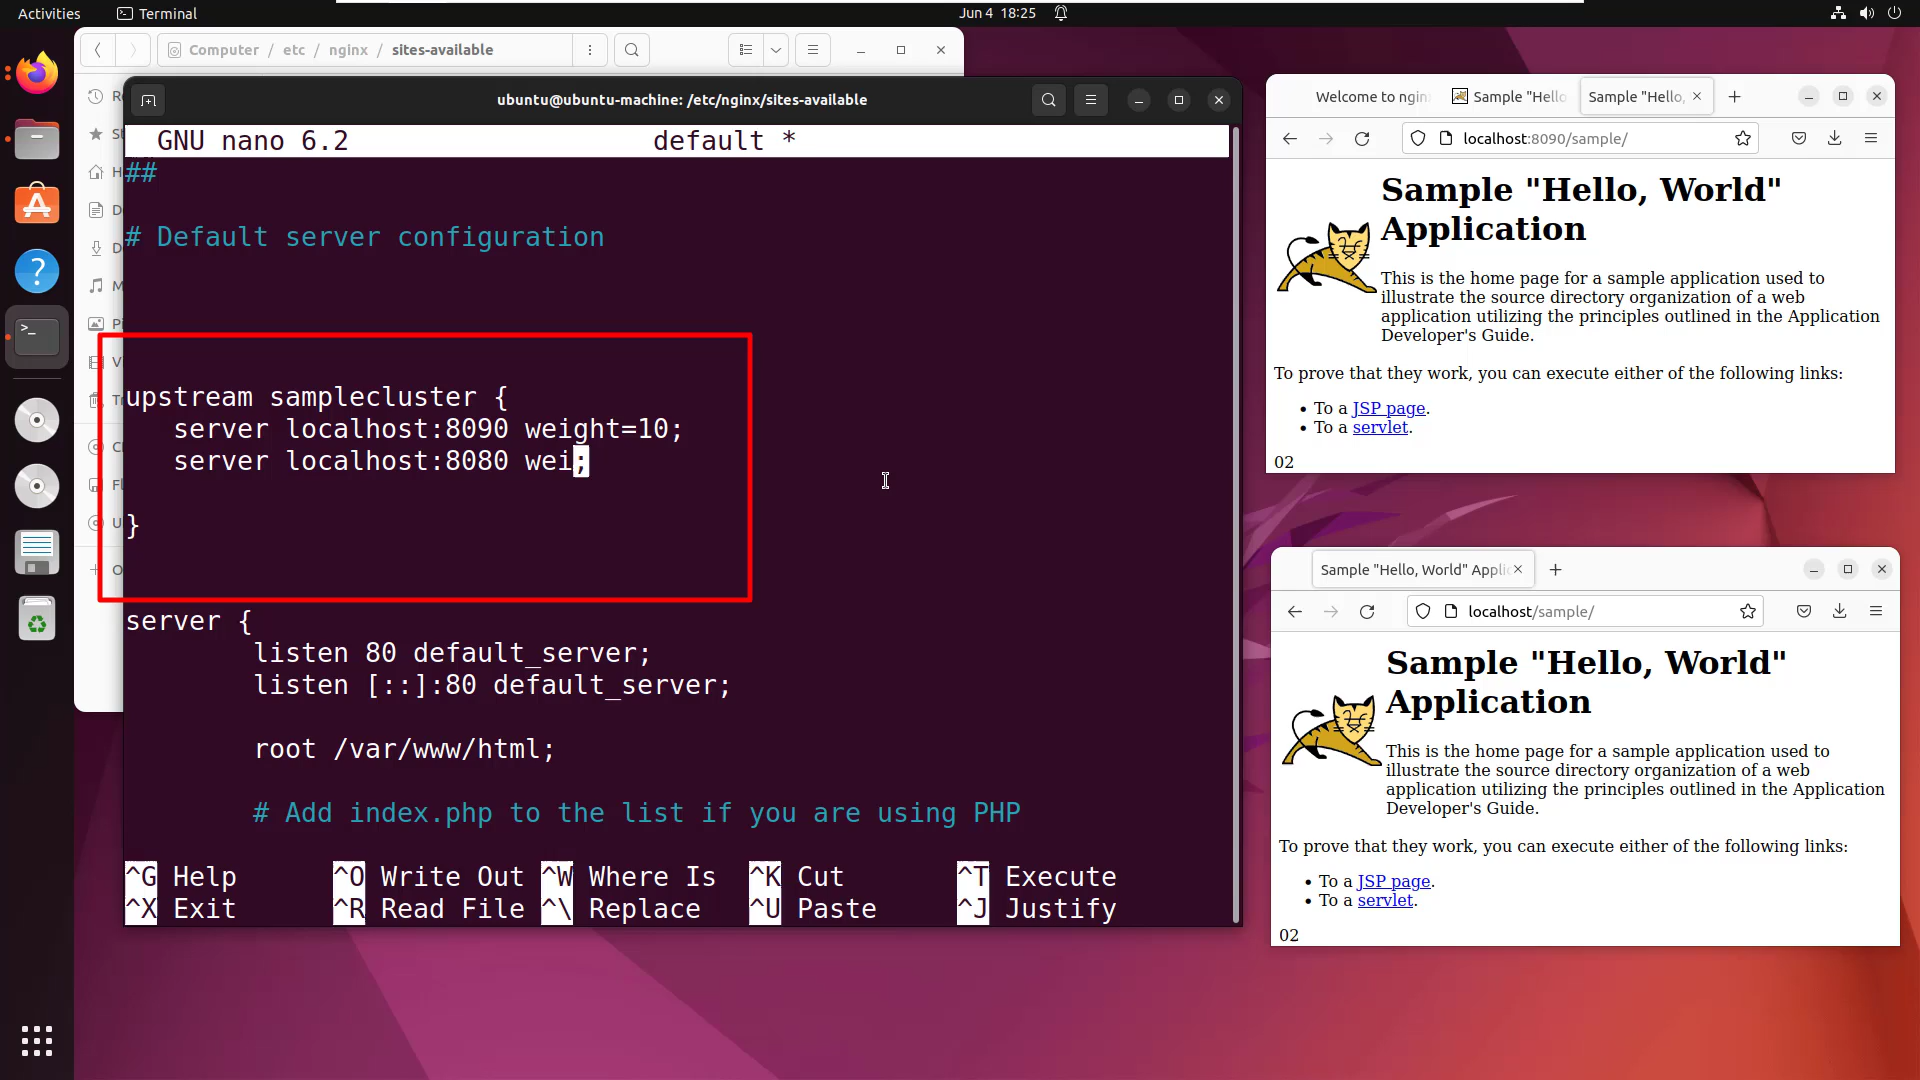 Activities
Terminal
Jun 4 18:25
Computer / etc / nginx / sites-available
ubuntu@ubuntu-machine: /etc/nginx/sites-available
GNU nano 6.2
default *
##
# Default server configuration
upstream samplecluster {
server localhost:8090 weight=10;
server localhost:8080 wei;
}
server {
listen 80 default_server;
listen [::]:80 default_server;
root /var/www/html;
# Add index.php to the list if you are using PHP
^G Help ^O Write Out ^W Where Is ^K Cut ^T Execute
^X Exit ^R Read File ^\ Replace ^U Paste ^J Justify
Welcome to ngin
Sample "Hello
Sample "Hello,
localhost:8090/sample/
Sample "Hello, World"
Application
This is the home page for a sample application used to
illustrate the source directory organization of a web
application utilizing the principles outlined in the Application
Developer's Guide.
To prove that they work, you can execute either of the following links:
• To a JSP page.
• To a servlet.
02
Sample "Hello, World" Appli
localhost/sample/
Sample "Hello, World"
Application
This is the home page for a sample application used to
illustrate the source directory organization of a web
application utilizing the principles outlined in the Application
Developer's Guide.
To prove that they work, you can execute either of the following links:
• To a JSP page.
• To a servlet.
02